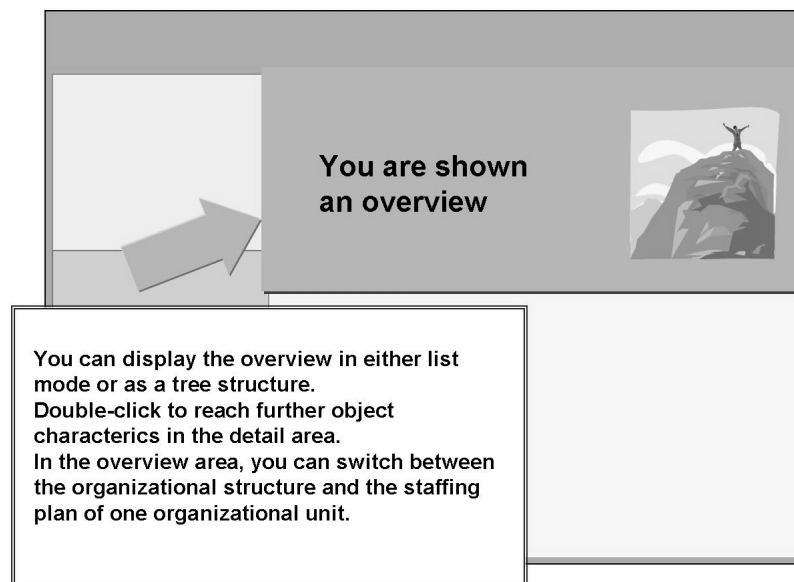 You are shown
an overview
You can display the overview in either list
mode or as a tree structure.
Double-click to reach further object
characterics in the detail area.
In the overview area, you can switch between
the organizational structure and the staffing
plan of one organizational unit.